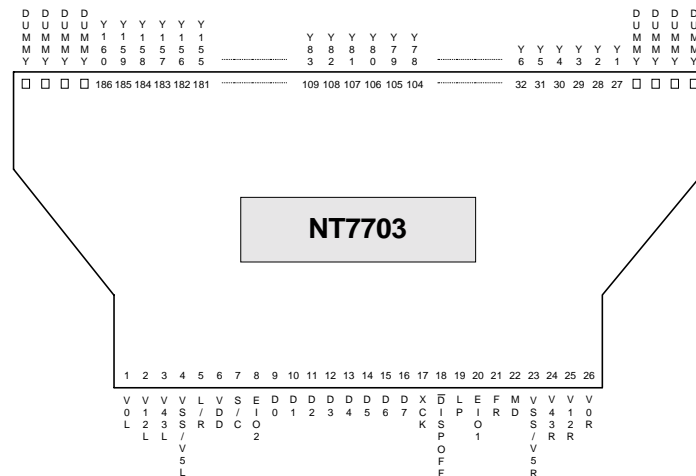 DUMMY DUMMY DUMMY DUMMY Y160 Y159 Y158 Y157 Y156 Y155 Y83 Y82 Y81 Y80 Y79 Y78 Y6 Y5 Y4 Y3 Y2 Y1 DUMMY DUMMY DUMMY DUMMY
186 185 184 183 182 181 109 108 107 106 105 104 32 31 30 29 28 27
NT7703
1 2 3 4 5 6 7 8 9 10 11 12 13 14 15 16 17 18 19 20 21 22 23 24 25 26
V0L V12L V43L VSS/V5L L/R VDD S/C EIO2 D0 D1 D2 D3 D4 D5 D6 D7 XCK DISPOFF LP EIO1 FR MD VSS/V5R V43R V12R V0R